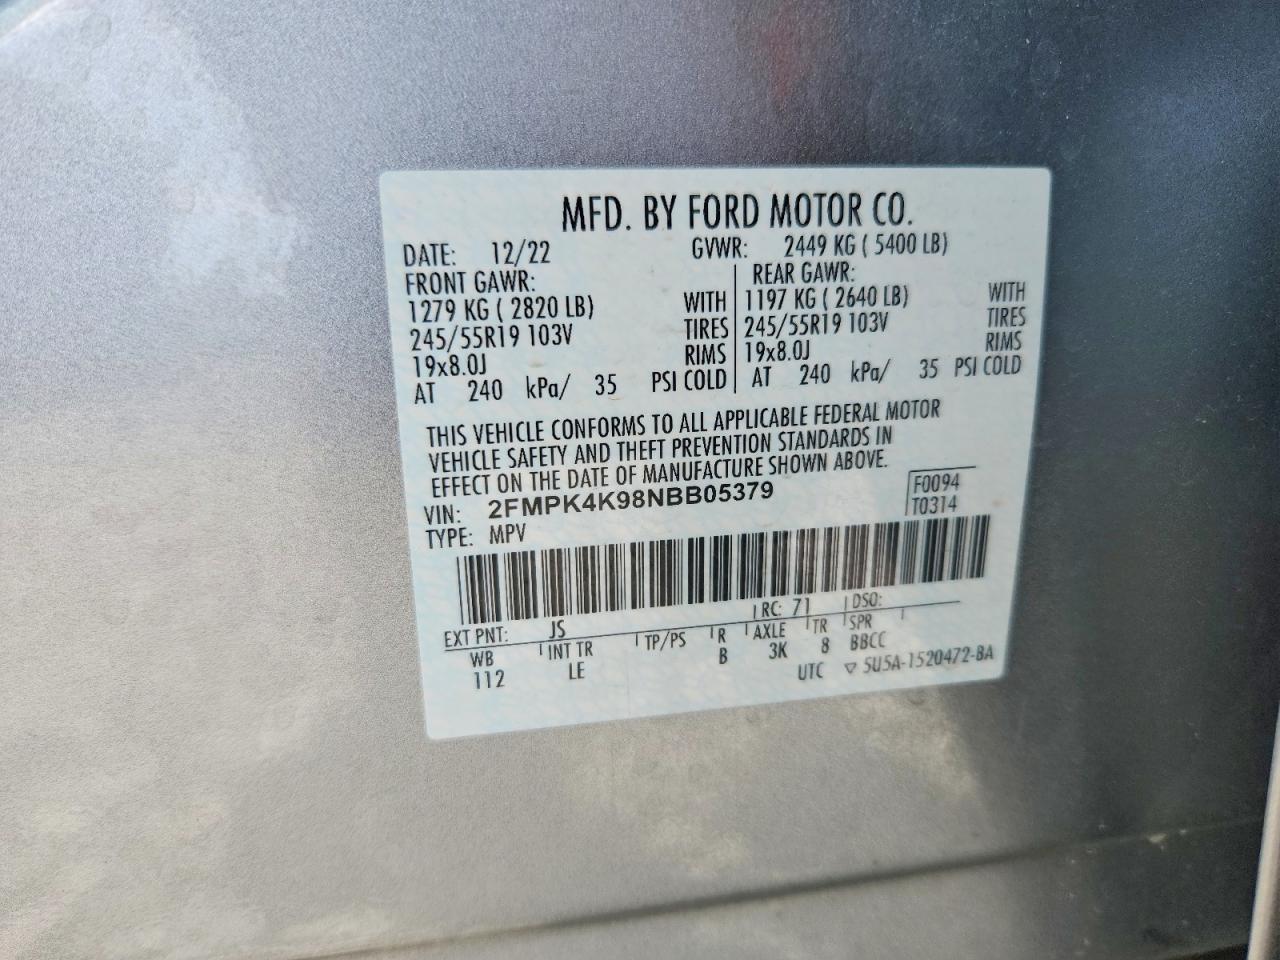 MFD. BY FORD MOTOR CO.
DATE: 12/22 GVWR: 2449 KG ( 5400 LB)
FRONT GAWR: REAR GAWR:
1279 KG ( 2820 LB) WITH 1197 KG ( 2640 LB) WITH
245/55R19 103V TIRES 245/55R19 103V TIRES
19x8.0J RIMS 19x8.0J RIMS
AT 240 kPa/ 35 PSI COLD AT 240 kPa/ 35 PSI COLD
THIS VEHICLE CONFORMS TO ALL APPLICABLE FEDERAL MOTOR
VEHICLE SAFETY AND THEFT PREVENTION STANDARDS IN
EFFECT ON THE DATE OF MANUFACTURE SHOWN ABOVE.
VIN: 2FMPK4K98NBB05379 F0094
TYPE: MPV T0314
EXT PNT: JS RC: 71 DSO:
WB INT TR TP/PS R AXLE TR SPR
112 LE B 3K 8 BBCC
UTC ▽ 5U5A-1520472-BA